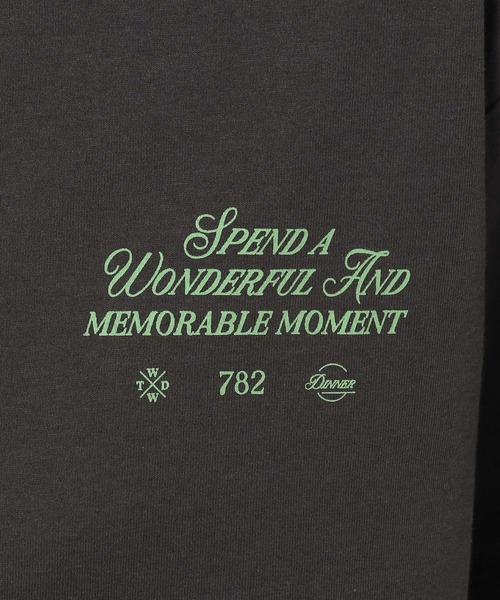 Spend a
Wonderful And
MEMORABLE MOMENT
W
T D
W
782
Dinner